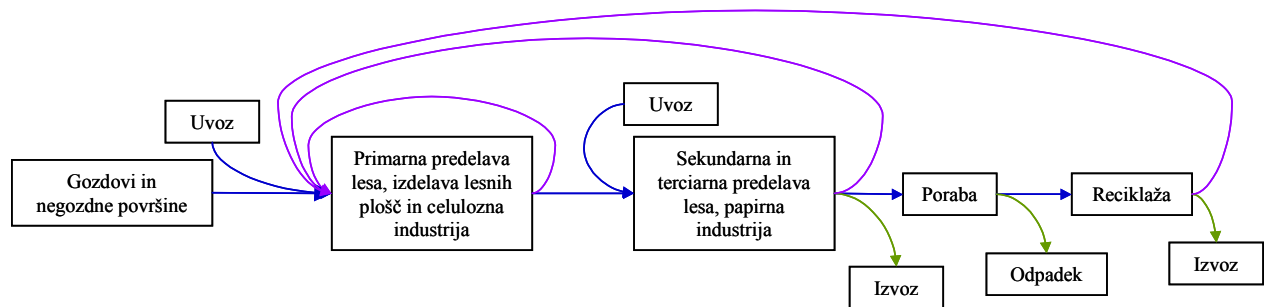 Uvoz
Gozdovi in
negozdne površine
Primarna predelava
lesa, izdelava lesnih
plošč in celulozna
industrija
Uvoz
Sekundarna in
terciarna predelava
lesa, papirna
industrija
Poraba
Reciklaža
Izvoz
Odpadek
Izvoz